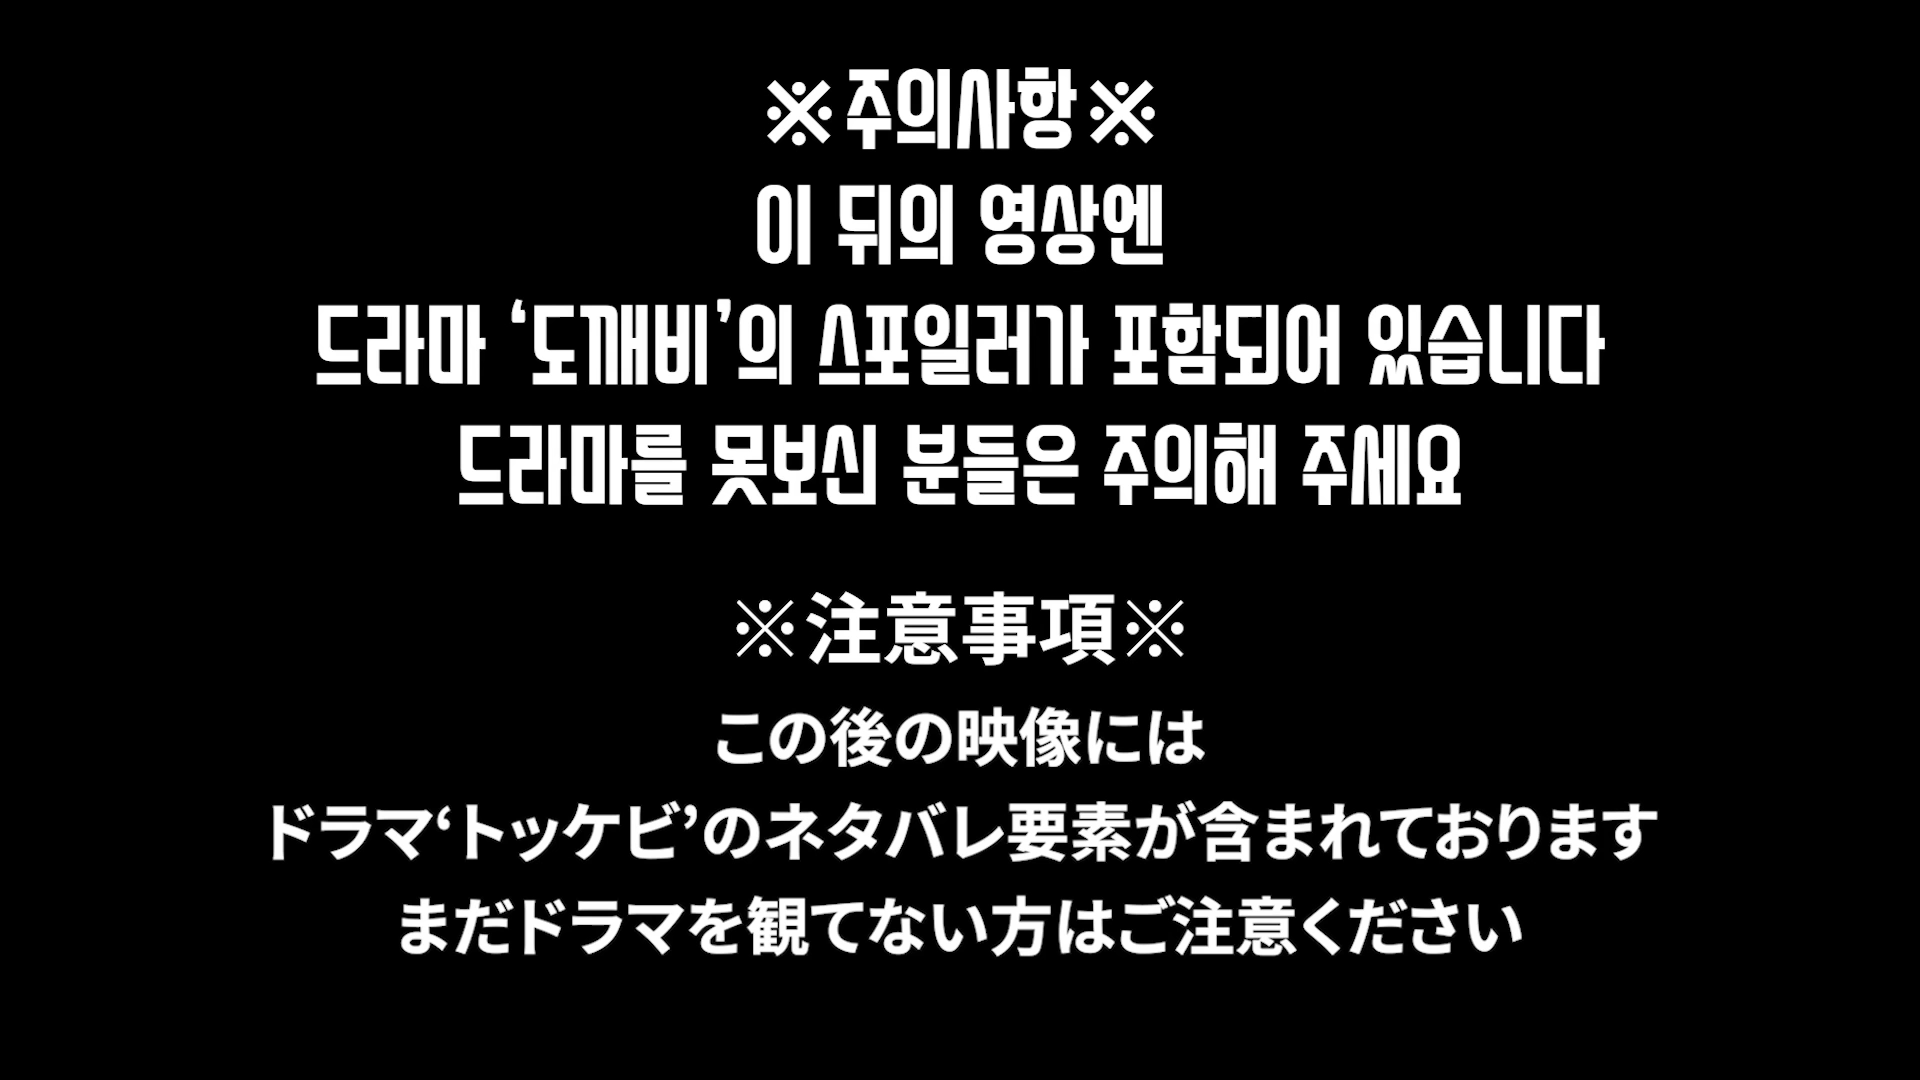 ※주의사항※
이 뒤의 영상엔
드라마 ‘도깨비’의 스포일러가 포함되어 있습니다
드라마를 못보신 분들은 주의해 주세요
※注意事項※
この後の映像には
ドラマ‘トッケビ’のネタバレ要素が含まれております
まだドラマを観てない方はご注意ください